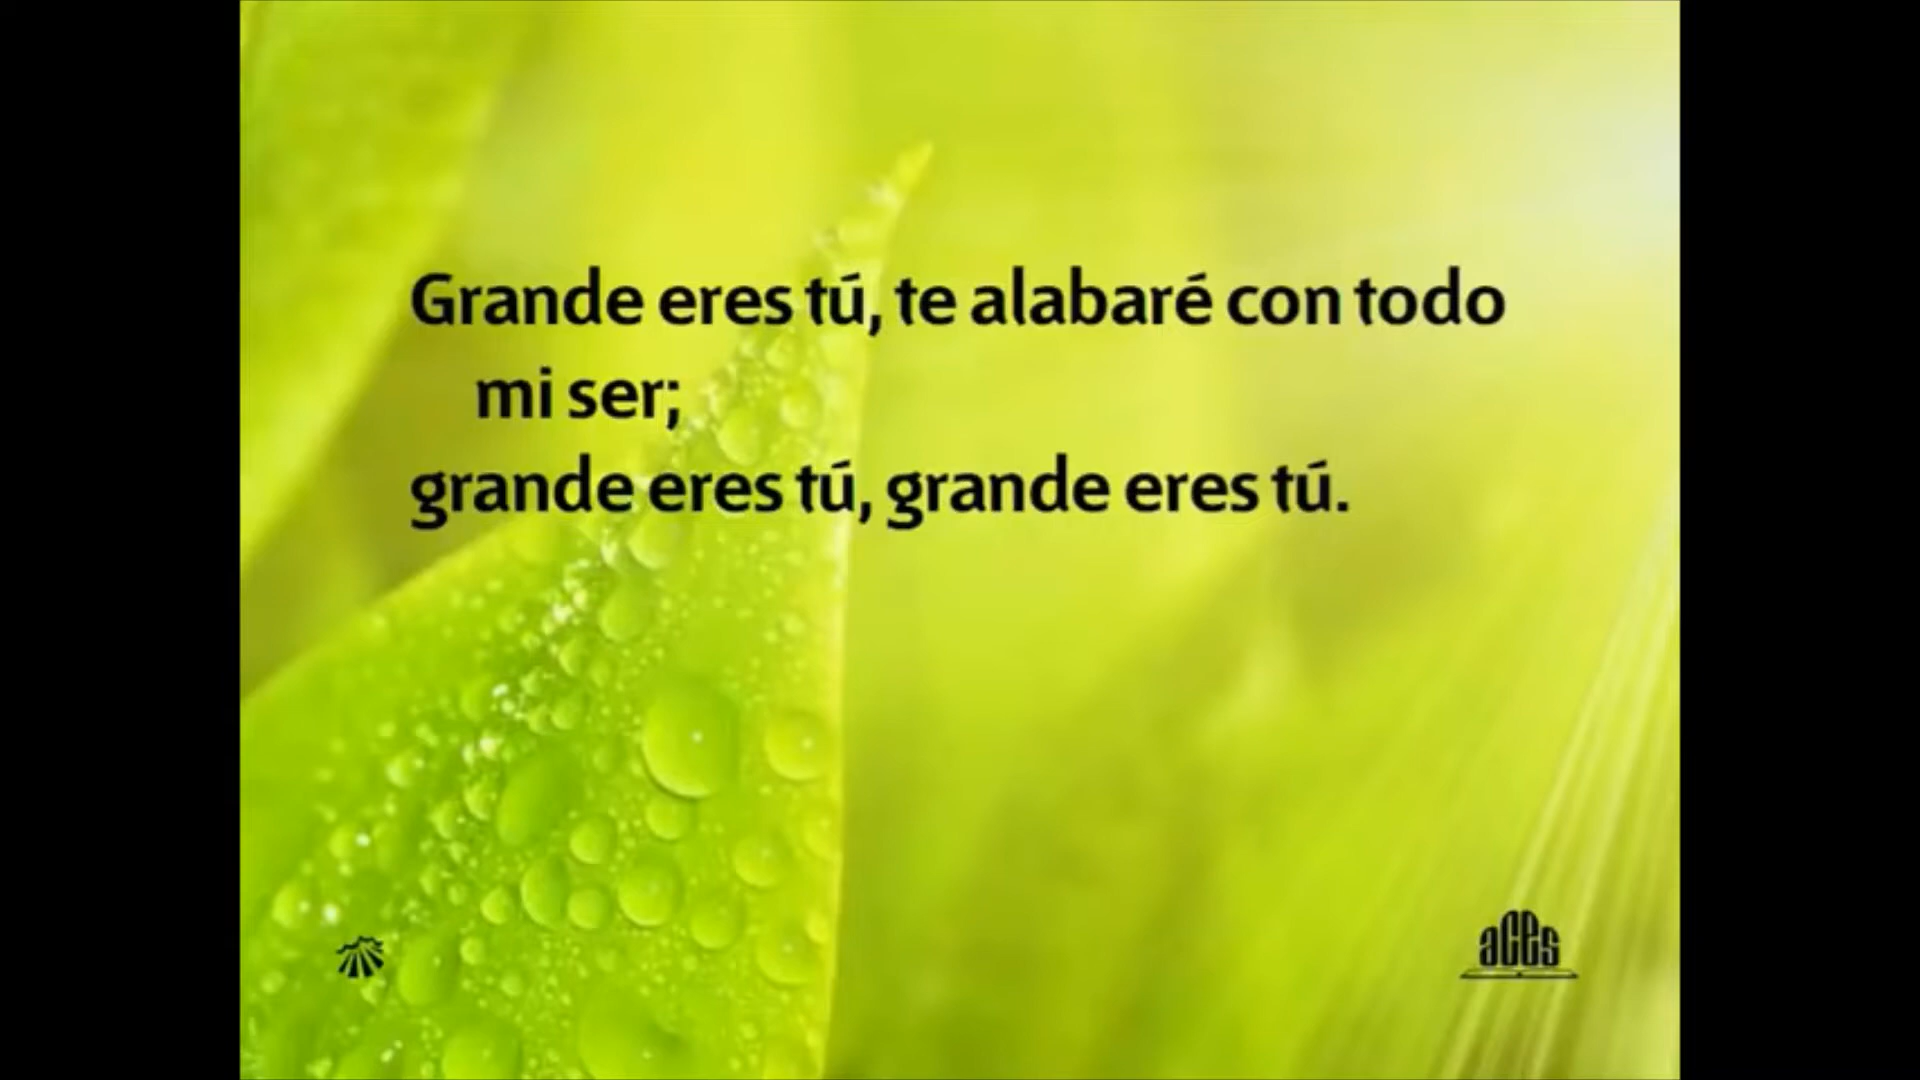 Grande eres tú, te alabaré con todo
mi ser;
grande eres tú, grande eres tú.
aces